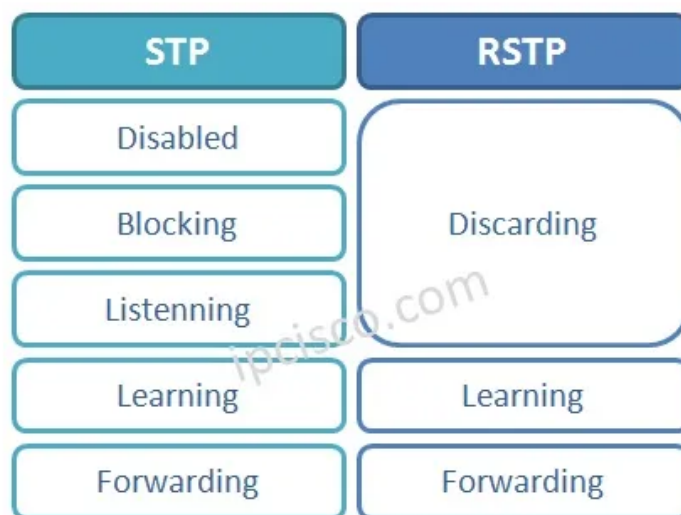 STP
RSTP
Disabled
Blocking
Discarding
Listenning
ipcisco.com
Learning
Learning
Forwarding
Forwarding